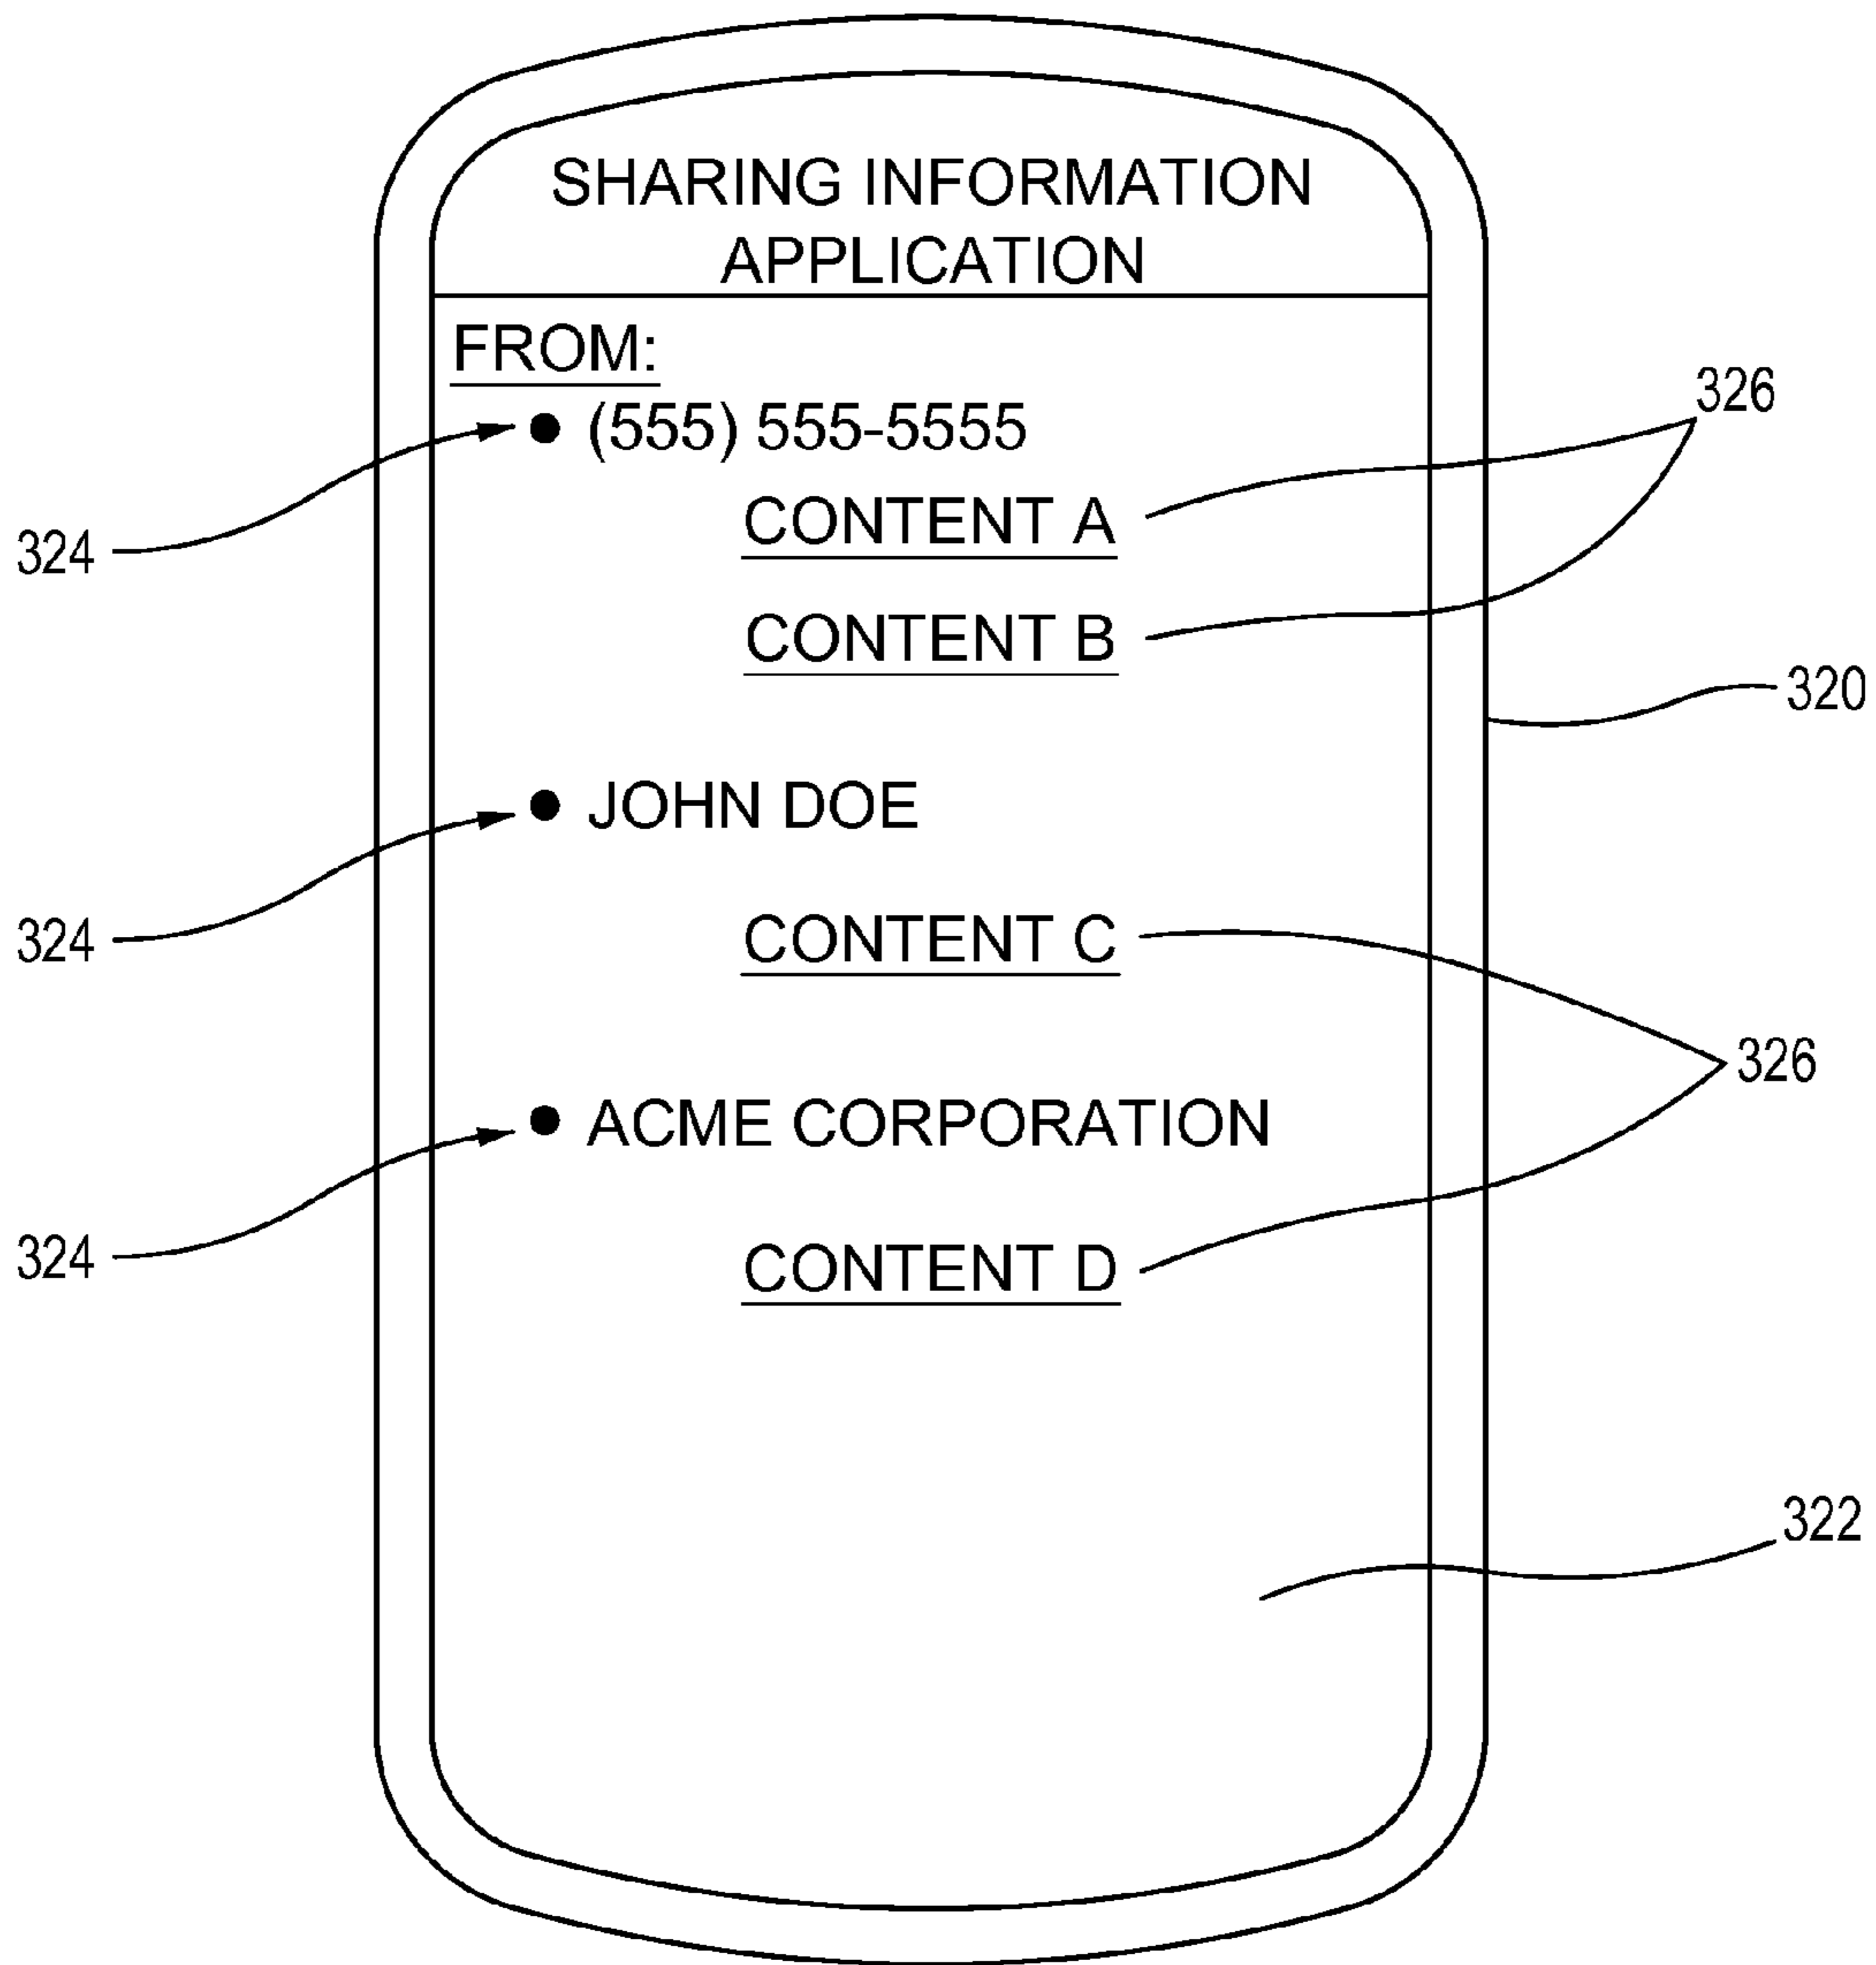 SHARING INFORMATION
APPLICATION
FROM:
● (555) 555-5555
326
CONTENT A
324
CONTENT B
320
● JOHN DOE
324
CONTENT C
326
● ACME CORPORATION
324
CONTENT D
322